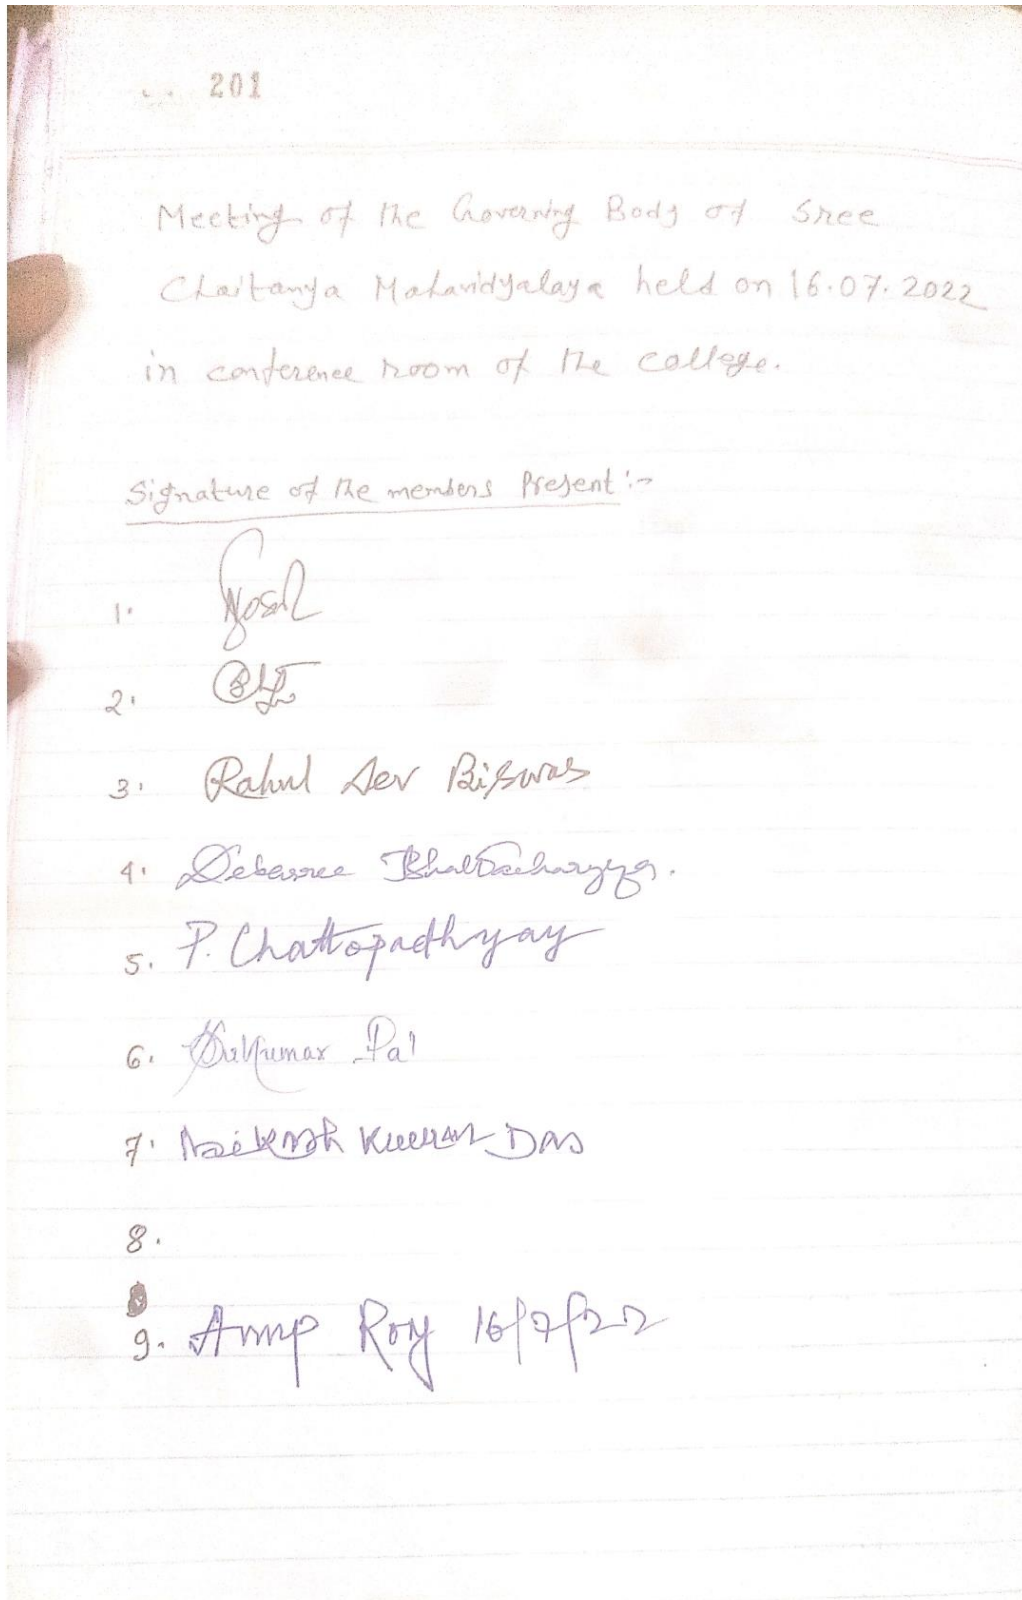 201
Meeting of the Governing Body of Sree
Chaitanya Mahavidyalaya held on 16.07.2022
in conference room of the college.
Signature of the members Present :-
1.
2.
3. Rahul Dev Biswas
4. Debasree Bhattacharyya.
5. P. Chattopadhyay
6. Sukumar Pal
7. Kumar Das
8.
9. Anup Roy 16/7/22